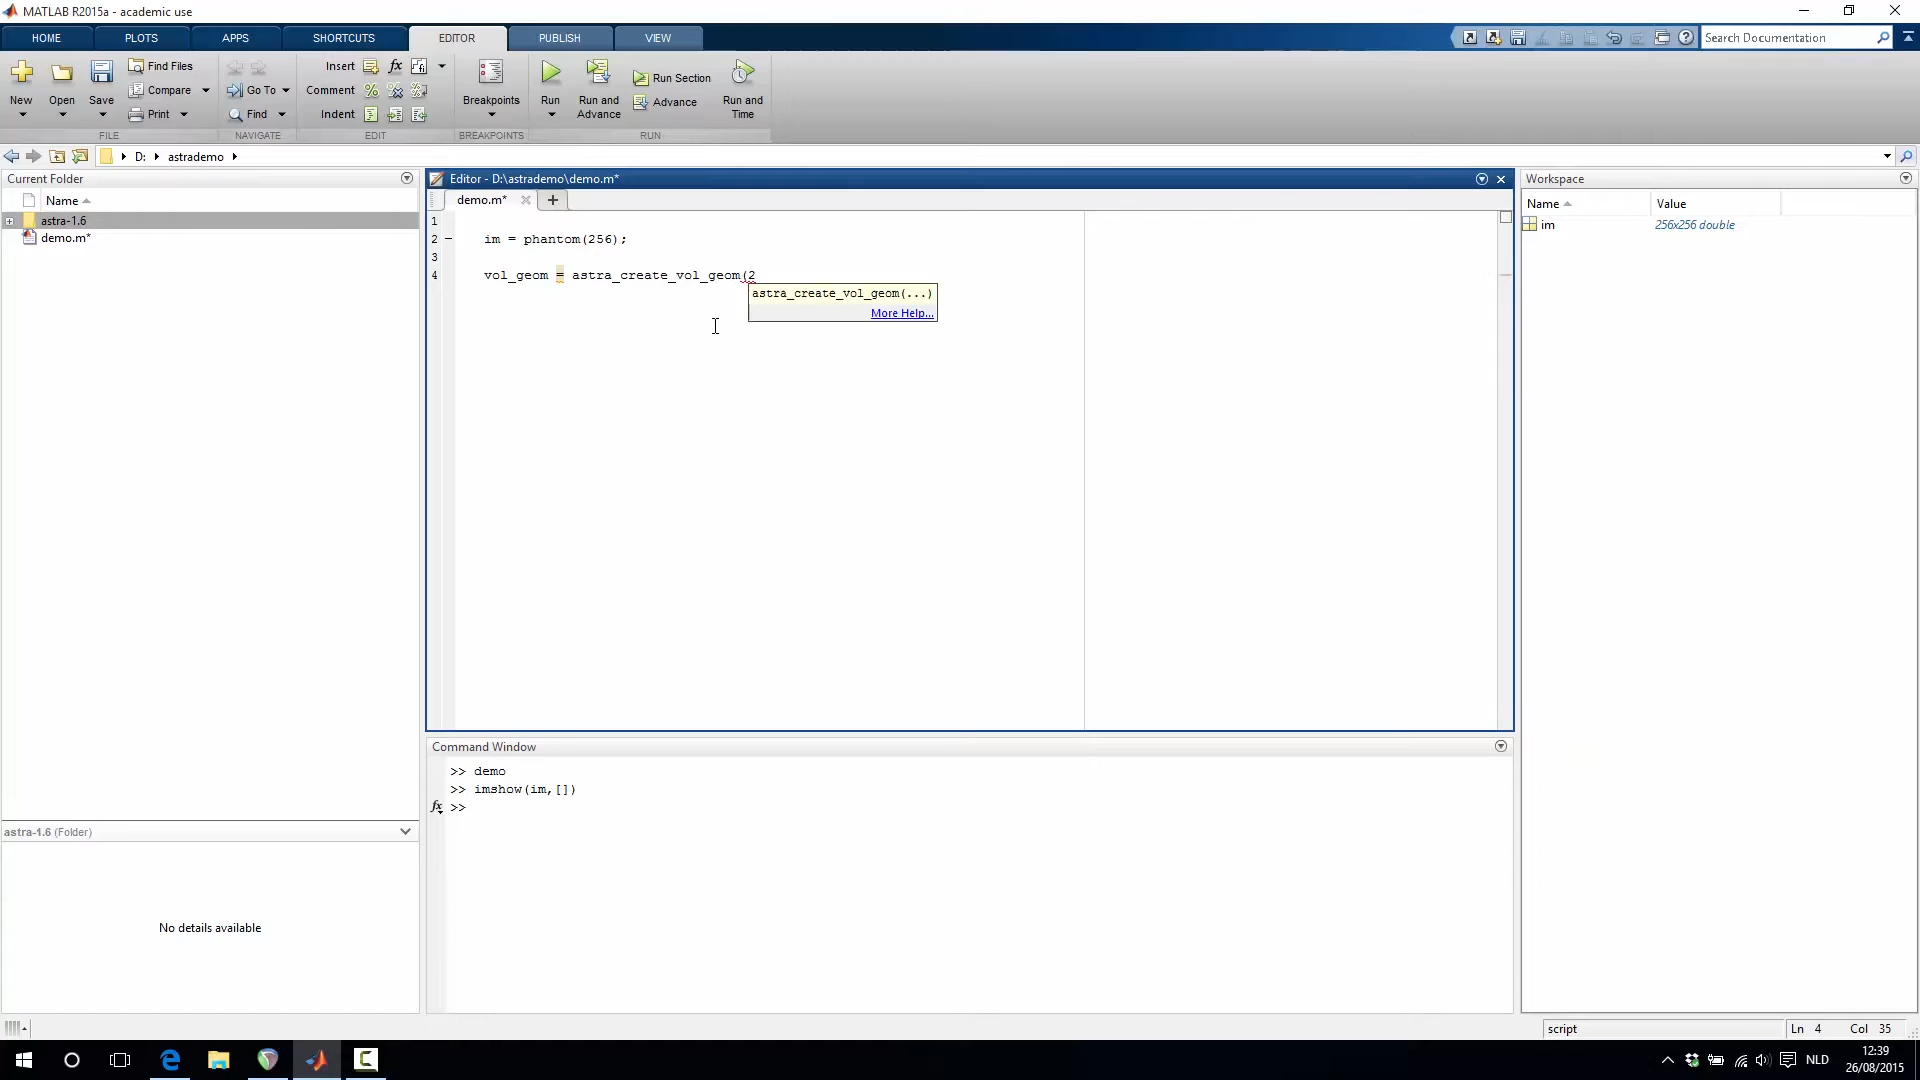 MATLAB R2015a - academic use
HOME PLOTS APPS SHORTCUTS EDITOR PUBLISH VIEW
Search Documentation
New
Open
Save
Find Files
Compare
Print
Go To
Find
Insert
Comment
Indent
Breakpoints
Run
Run and Advance
Run Section
Advance
Run and Time
FILE NAVIGATE EDIT BREAKPOINTS RUN
D: astrademo
Current Folder
Name
astra-1.6
demo.m*
astra-1.6 (Folder)
No details available
Editor - D:\astrademo\demo.m*
demo.m*
1
2 im = phantom(256);
3
4 vol_geom = astra_create_vol_geom(2
astra_create_vol_geom(...)
More Help...
Command Window
>> demo
>> imshow(im,[])
fx >>
Workspace
Name Value
im 256x256 double
script Ln 4 Col 35
NLD
12:39
26/08/2015